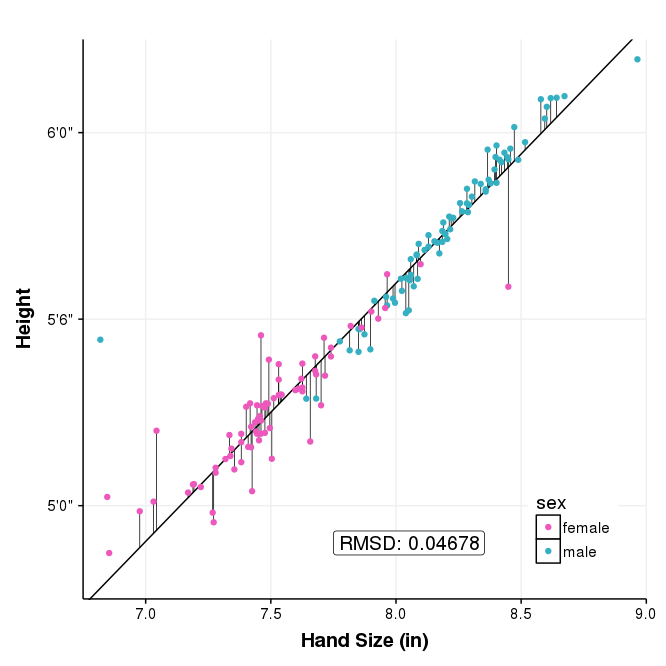 6'0"
5'6"
5'0"
Height
sex
female
male
RMSD: 0.04678
7.0 7.5 8.0 8.5 9.0
Hand Size (in)